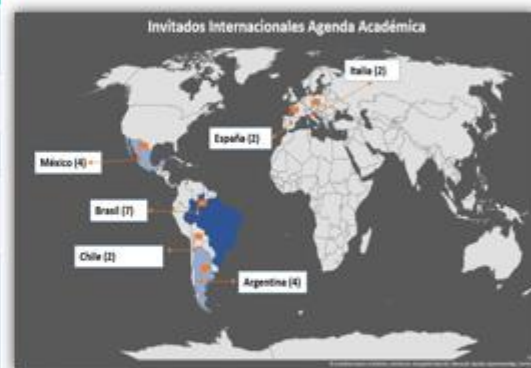 Invitados Internacionales Agenda Académica
Italia (2)
España (2)
México (4)
Brasil (7)
Chile (2)
Argentina (4)